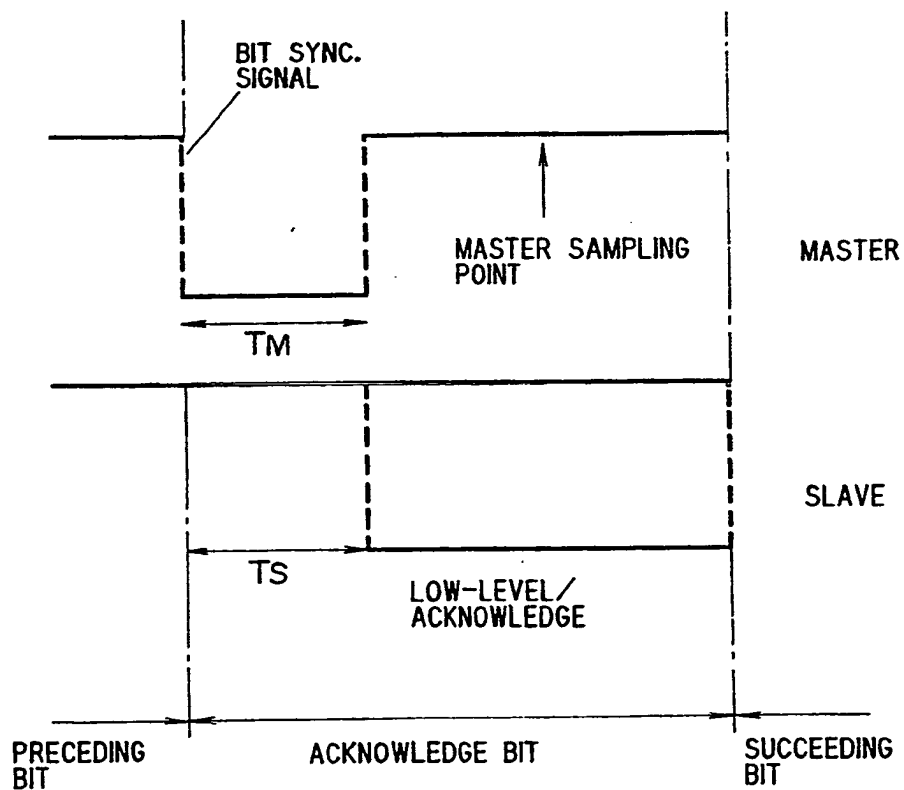 BIT SYNC.
SIGNAL
MASTER SAMPLING
POINT
MASTER
TM
SLAVE
TS
LOW-LEVEL/
ACKNOWLEDGE
PRECEDING
BIT
ACKNOWLEDGE BIT
SUCCEEDING
BIT